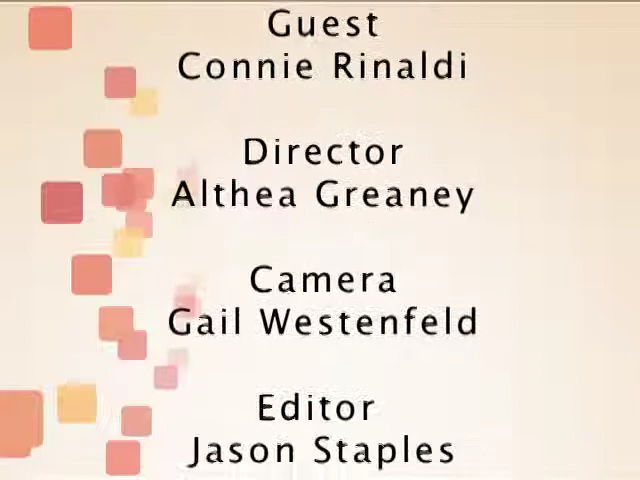 Guest
Connie Rinaldi
Director
Althea Greaney
Camera
Gail Westenfeld
Editor
Jason Staples